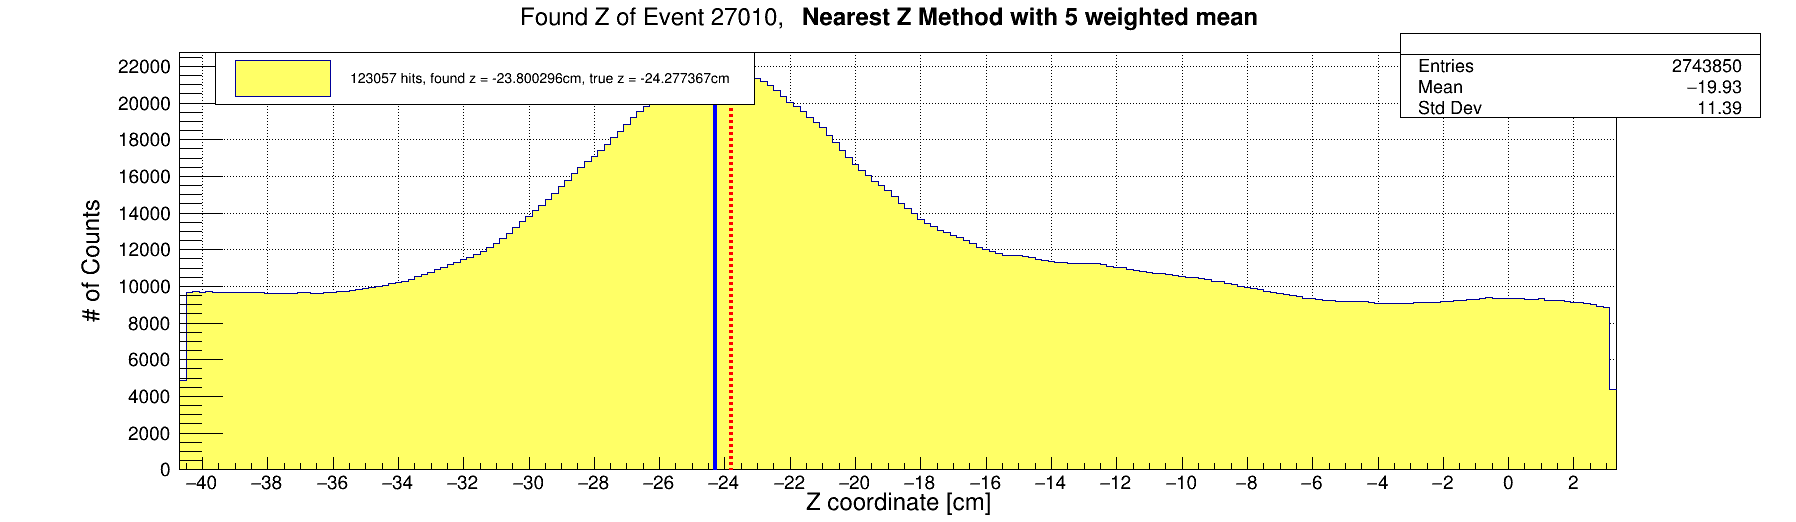 Found Z of Event 27010, Nearest Z Method with 5 weighted mean
123057 hits, found z = -23.800296cm, true z = -24.277367cm
Entries 2743850
Mean −19.93
Std Dev 11.39
# of Counts
22000
20000
18000
16000
14000
12000
10000
8000
6000
4000
2000
0
−40 −38 −36 −34 −32 −30 −28 −26 −24 −22 −20 −18 −16 −14 −12 −10 −8 −6 −4 −2 0 2
Z coordinate [cm]